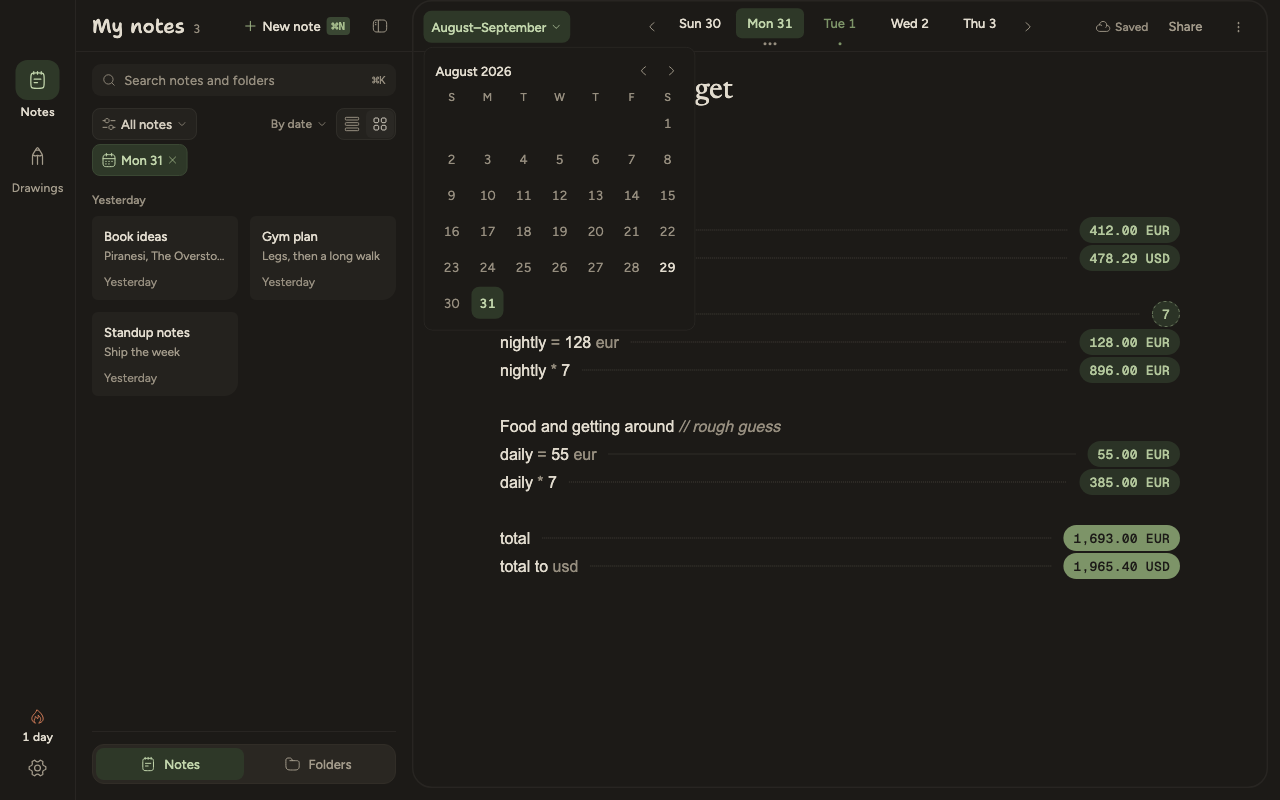 My notes 3
New note ⌘N
August–September
Sun 30
Mon 31
Tue 1
Wed 2
Thu 3
Saved
Share
Notes
Drawings
Search notes and folders ⌘K
All notes
By date
Mon 31
Yesterday
Book ideas
Piranesi, The Oversto...
Yesterday
Gym plan
Legs, then a long walk
Yesterday
Standup notes
Ship the week
Yesterday
1 day
Notes
Folders
August 2026
S M T W T F S
1
2 3 4 5 6 7 8
9 10 11 12 13 14 15
16 17 18 19 20 21 22
23 24 25 26 27 28 29
30 31
get
412.00 EUR
478.29 USD
7
nightly = 128 eur 128.00 EUR
nightly * 7 896.00 EUR
Food and getting around // rough guess
daily = 55 eur 55.00 EUR
daily * 7 385.00 EUR
total 1,693.00 EUR
total to usd 1,965.40 USD